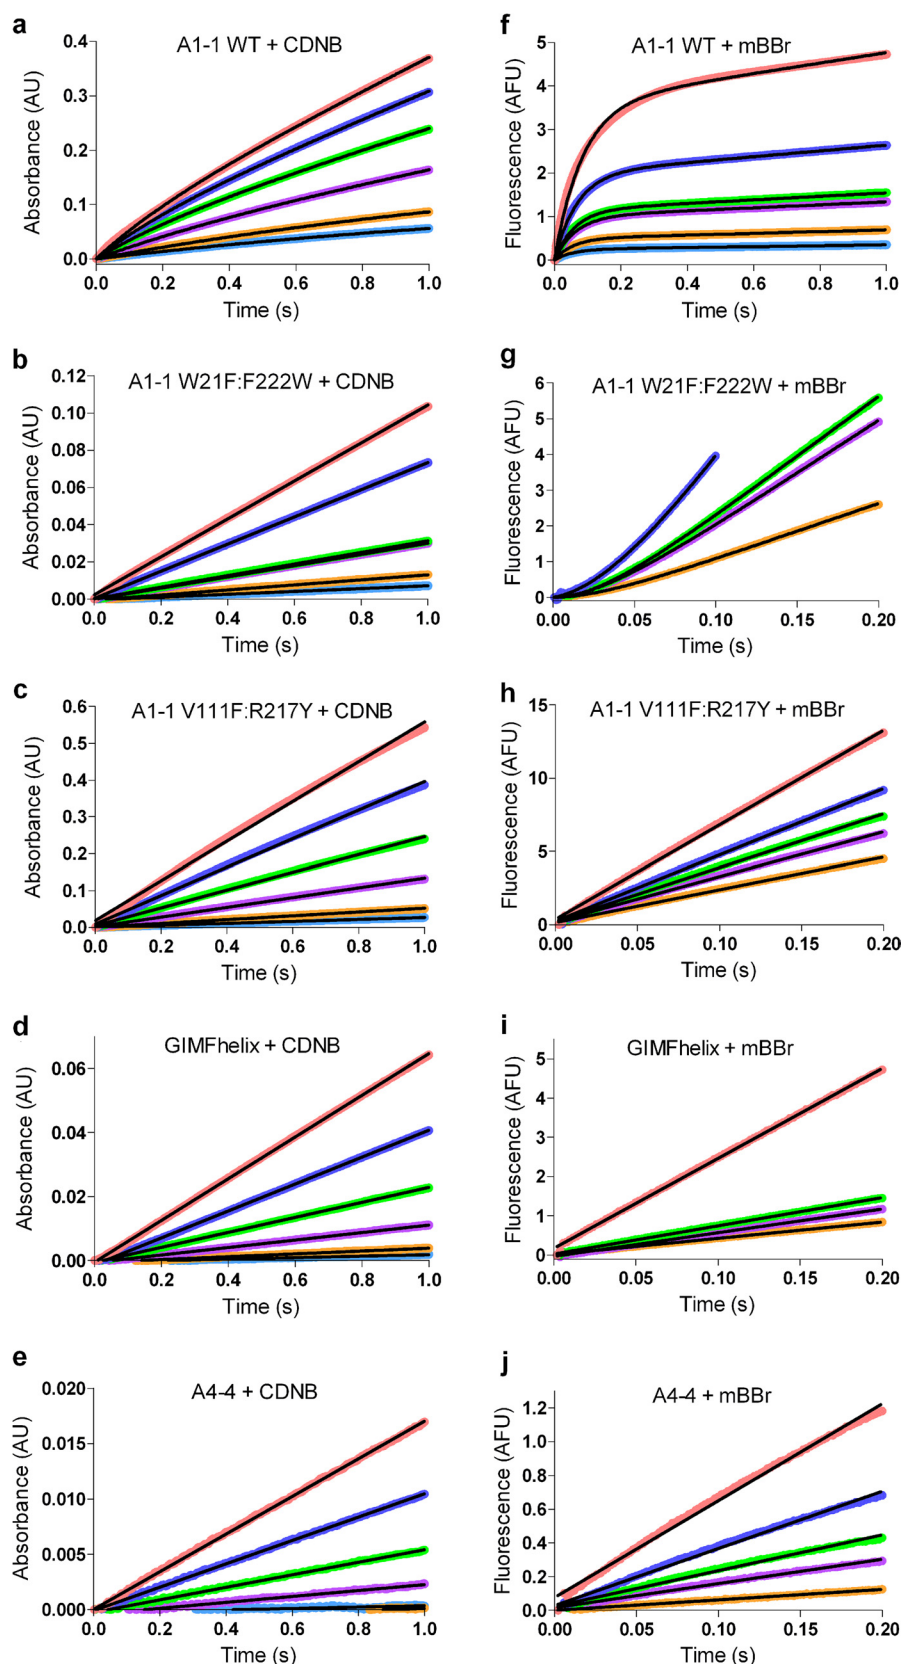 a
A1-1 WT + CDNB
Absorbance (AU)
0.4
0.3
0.2
0.1
0.0
0.0 0.2 0.4 0.6 0.8 1.0
Time (s)
f
A1-1 WT + mBBr
Fluorescence (AFU)
5
4
3
2
1
0
0.0 0.2 0.4 0.6 0.8 1.0
Time (s)
b
A1-1 W21F:F222W + CDNB
Absorbance (AU)
0.12
0.10
0.08
0.06
0.04
0.02
0.00
0.0 0.2 0.4 0.6 0.8 1.0
Time (s)
g
A1-1 W21F:F222W + mBBr
Fluorescence (AFU)
6
5
4
3
2
1
0
0.00 0.05 0.10 0.15 0.20
Time (s)
c
A1-1 V111F:R217Y + CDNB
Absorbance (AU)
0.6
0.5
0.4
0.3
0.2
0.1
0.0
0.0 0.2 0.4 0.6 0.8 1.0
Time (s)
h
A1-1 V111F:R217Y + mBBr
Fluorescence (AFU)
15
10
5
0
0.00 0.05 0.10 0.15 0.20
Time (s)
d
GIMFhelix + CDNB
Absorbance (AU)
0.06
0.04
0.02
0.00
0.0 0.2 0.4 0.6 0.8 1.0
Time (s)
i
GIMFhelix + mBBr
Fluorescence (AFU)
5
4
3
2
1
0
0.00 0.05 0.10 0.15 0.20
Time (s)
e
A4-4 + CDNB
Absorbance (AU)
0.020
0.015
0.010
0.005
0.000
0.0 0.2 0.4 0.6 0.8 1.0
Time (s)
j
A4-4 + mBBr
Fluorescence (AFU)
1.2
1.0
0.8
0.6
0.4
0.2
0.0
0.00 0.05 0.10 0.15 0.20
Time (s)